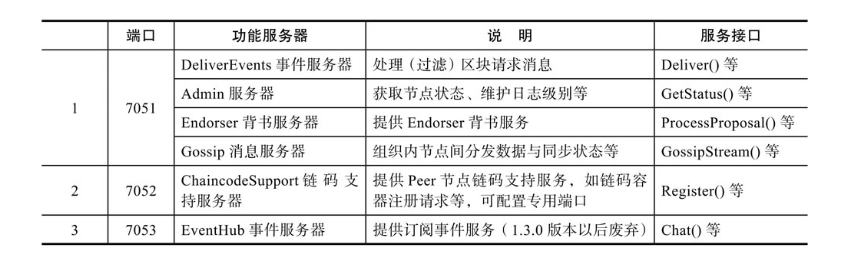 端口 功能服务器 说 明 服务接口
1 7051 DeliverEvents 事件服务器 处理（过滤）区块请求消息 Deliver() 等
Admin 服务器 获取节点状态、维护日志级别等 GetStatus() 等
Endorser 背书服务器 提供 Endorser 背书服务 ProcessProposal() 等
Gossip 消息服务器 组织内节点间分发数据与同步状态等 GossipStream() 等
2 7052 ChaincodeSupport 链 码 支 提供 Peer 节点链码支持服务，如链码容 Register() 等
持服务器 器注册请求等，可配置专用端口
3 7053 EventHub 事件服务器 提供订阅事件服务（1.3.0 版本以后废弃） Chat() 等